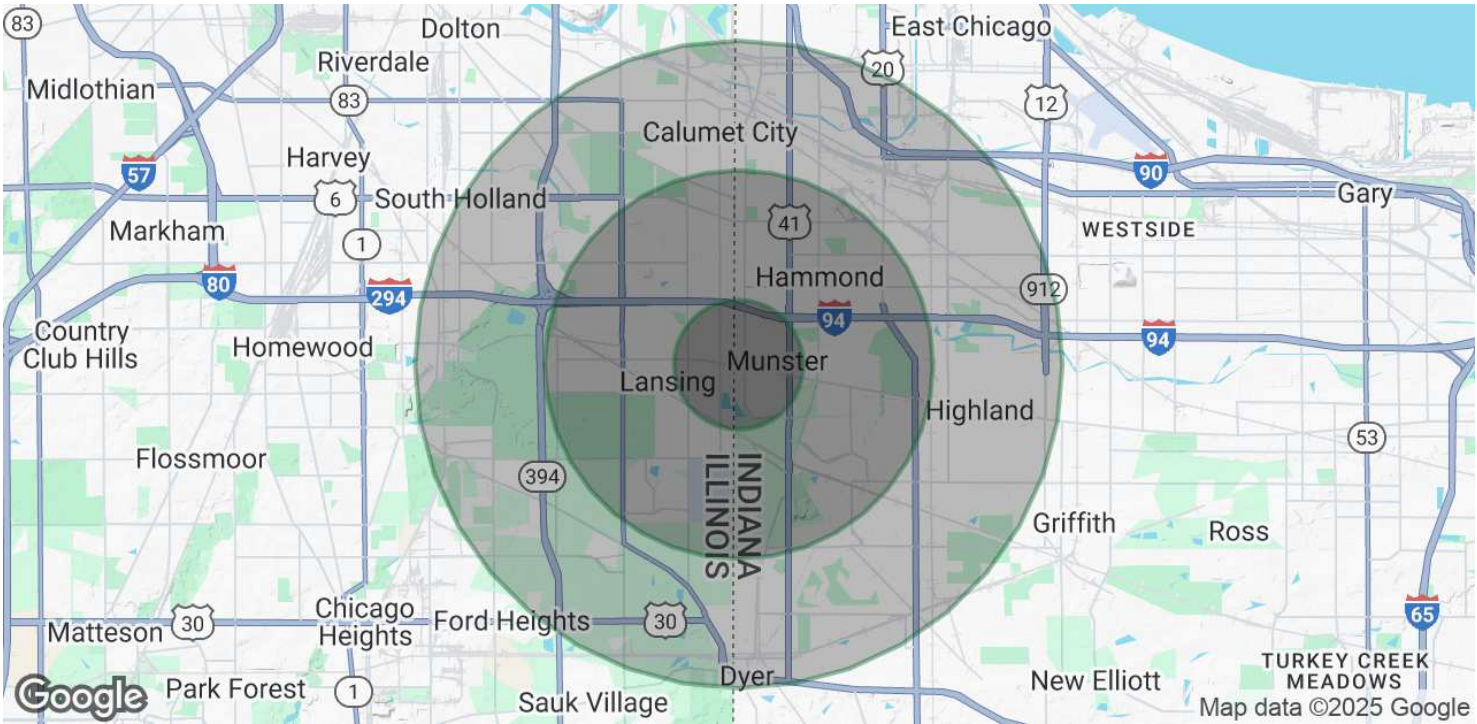 83
Dolton
East Chicago
Riverdale
20
Midlothian
83
12
Calumet City
Harvey
57
90
6
South Holland
Gary
41
Markham
1
WESTSIDE
Hammond
80
294
912
94
94
Country
Club Hills
Homewood
Munster
Lansing
Highland
53
Flossmoor
394
INDIANA
ILLINOIS
Griffith
Ross
Chicago
Heights
Ford Heights
30
65
Matteson
30
TURKEY CREEK
MEADOWS
Dyer
New Elliott
Park Forest
1
Sauk Village
Google
Map data ©2025 Google